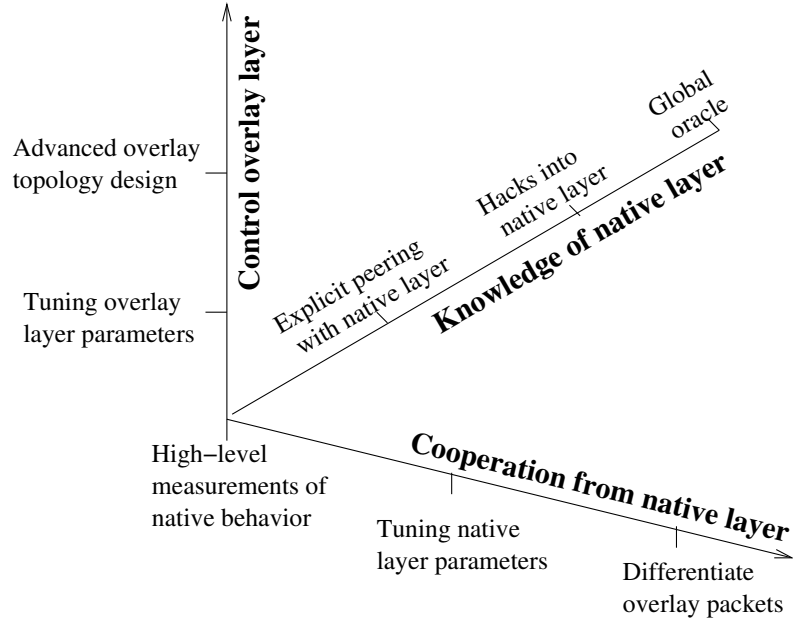 Control overlay layer
Advanced overlay
topology design
Tuning overlay
layer parameters
Global
oracle
Hacks into
native layer
Explicit peering
with native layer
Knowledge of native layer
High−level
measurements of
native behavior
Cooperation from native layer
Tuning native
layer parameters
Differentiate
overlay packets